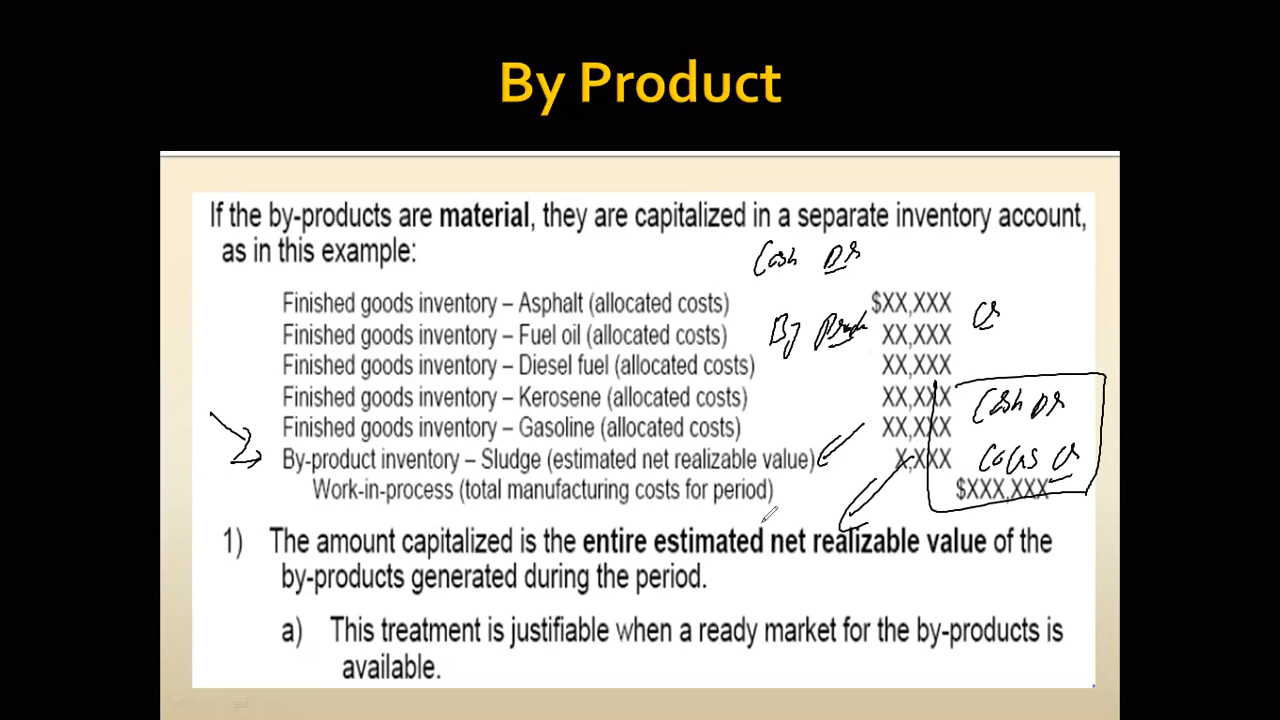 By Product
If the by-products are material, they are capitalized in a separate inventory account,
as in this example:
Cash Dr
Finished goods inventory – Asphalt (allocated costs) $XX,XXX
Cr
Finished goods inventory – Fuel oil (allocated costs) By Prod XX,XXX
Finished goods inventory – Diesel fuel (allocated costs) XX,XXX
Finished goods inventory – Kerosene (allocated costs) XX,XXX Cash Dr
Finished goods inventory – Gasoline (allocated costs) XX,XXX
By-product inventory – Sludge (estimated net realizable value) X,XXX COGS Cr
Work-in-process (total manufacturing costs for period) $XXX,XXX
1) The amount capitalized is the entire estimated net realizable value of the
by-products generated during the period.
a) This treatment is justifiable when a ready market for the by-products is
available.